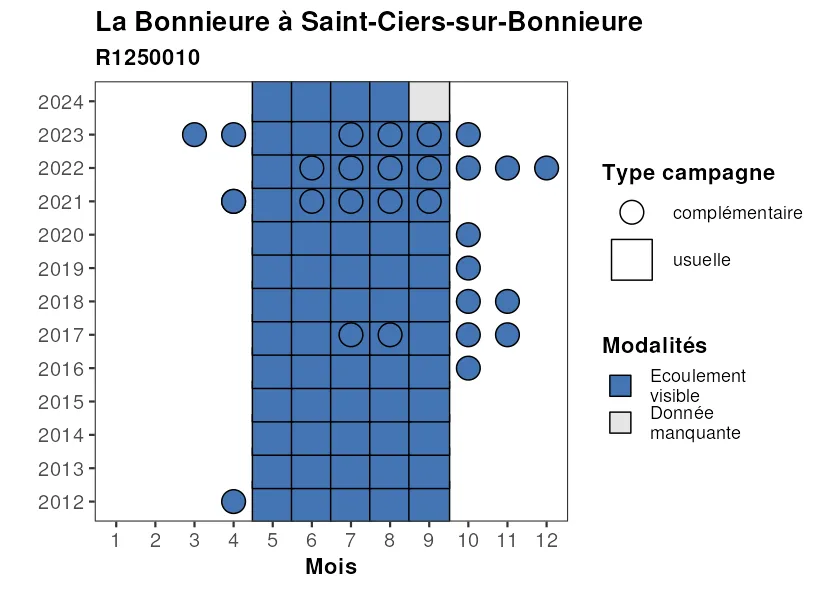 La Bonnieure à Saint-Ciers-sur-Bonnieure
R1250010
2024
2023
2022
2021
2020
2019
2018
2017
2016
2015
2014
2013
2012
1 2 3 4 5 6 7 8 9 10 11 12
Mois
Type campagne
complémentaire
usuelle
Modalités
Ecoulement
visible
Donnée
manquante